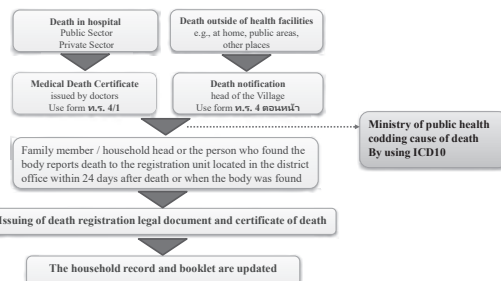 Death in hospital
Public Sector
Private Sector
Death outside of health facilities
e.g., at home, public areas,
other places
Medical Death Certificate
issued by doctors
Use form ท.ร. 4/1
Death notification
head of the Village
Use form ท.ร. 4 ตอนหน้า
Ministry of public health
codding cause of death
By using ICD10
Family member / household head or the person who found the
body reports death to the registration unit located in the district
office within 24 days after death or when the body was found
Issuing of death registration legal document and certificate of death
The household record and booklet are updated